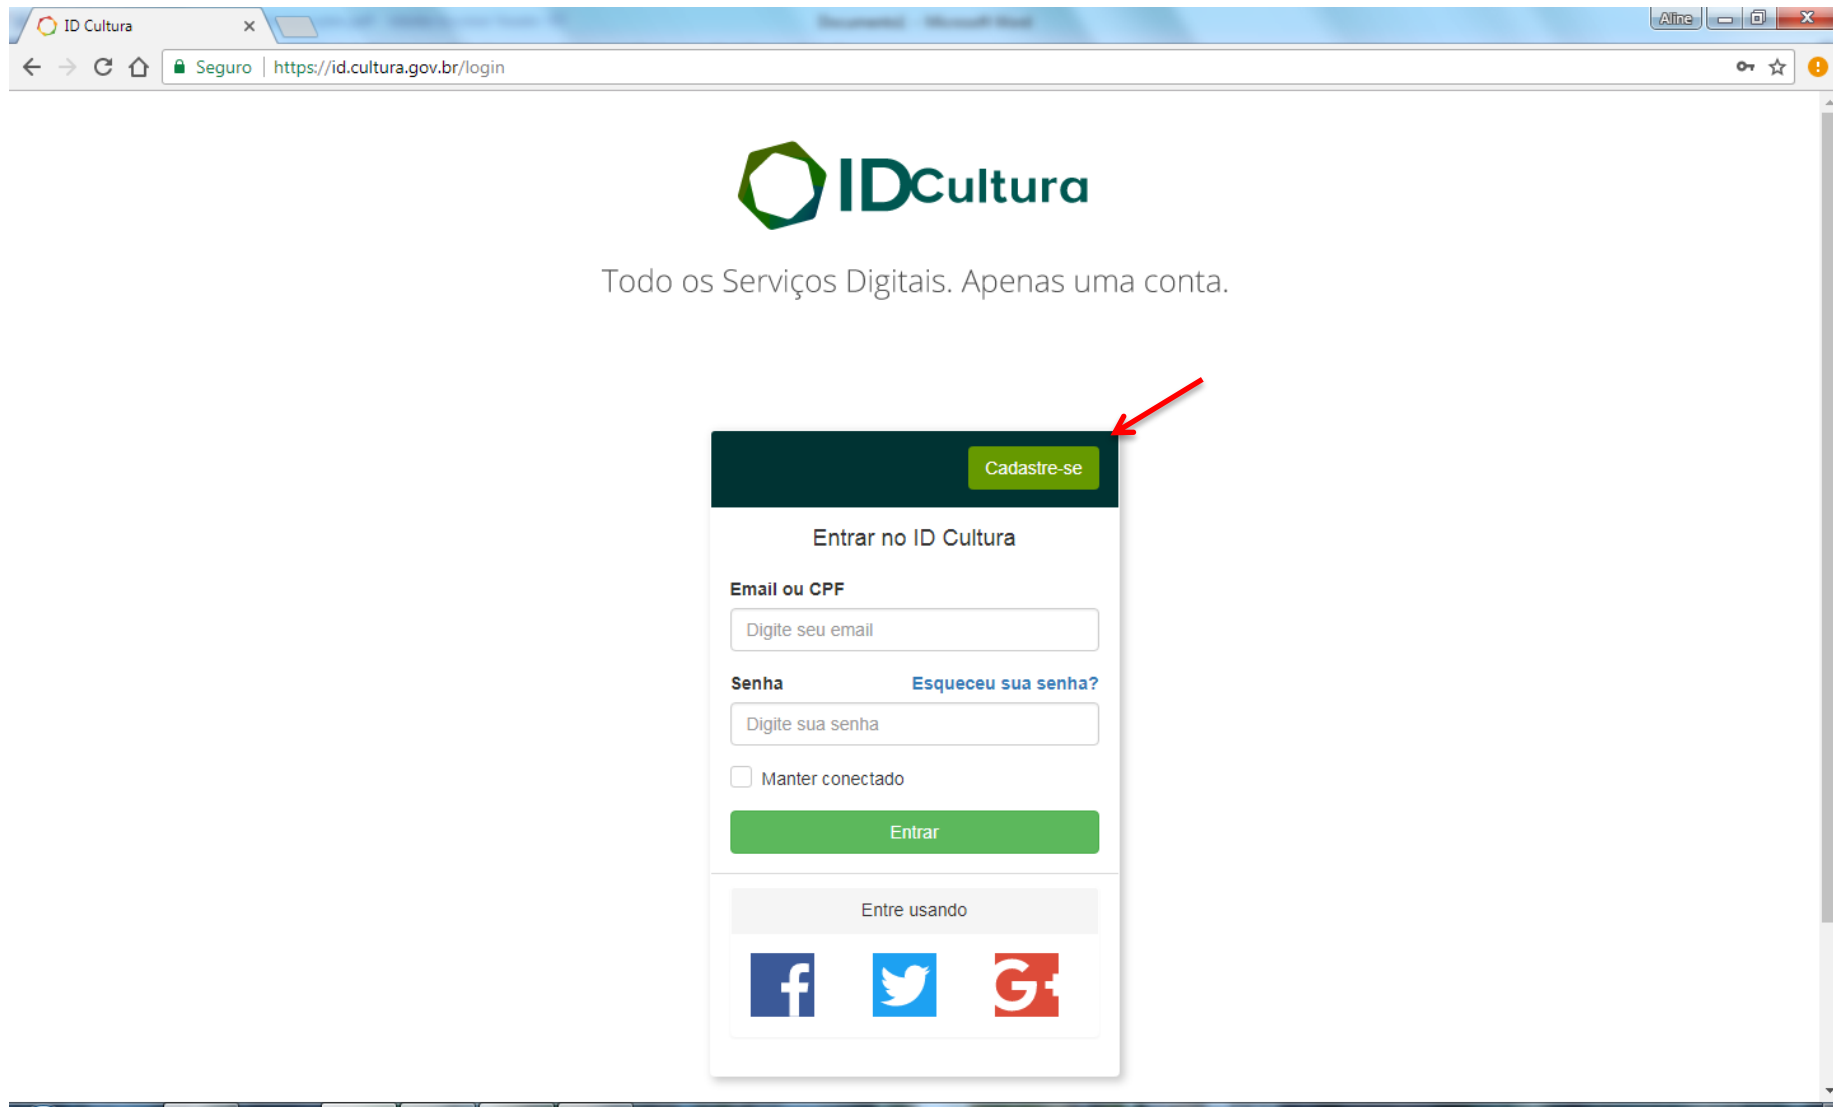 ID Cultura
Aline
Seguro | https://id.cultura.gov.br/login
IDCultura
Todo os Serviços Digitais. Apenas uma conta.
Cadastre-se
Entrar no ID Cultura
Email ou CPF
Digite seu email
Senha Esqueceu sua senha?
Digite sua senha
Manter conectado
Entrar
Entre usando
G+